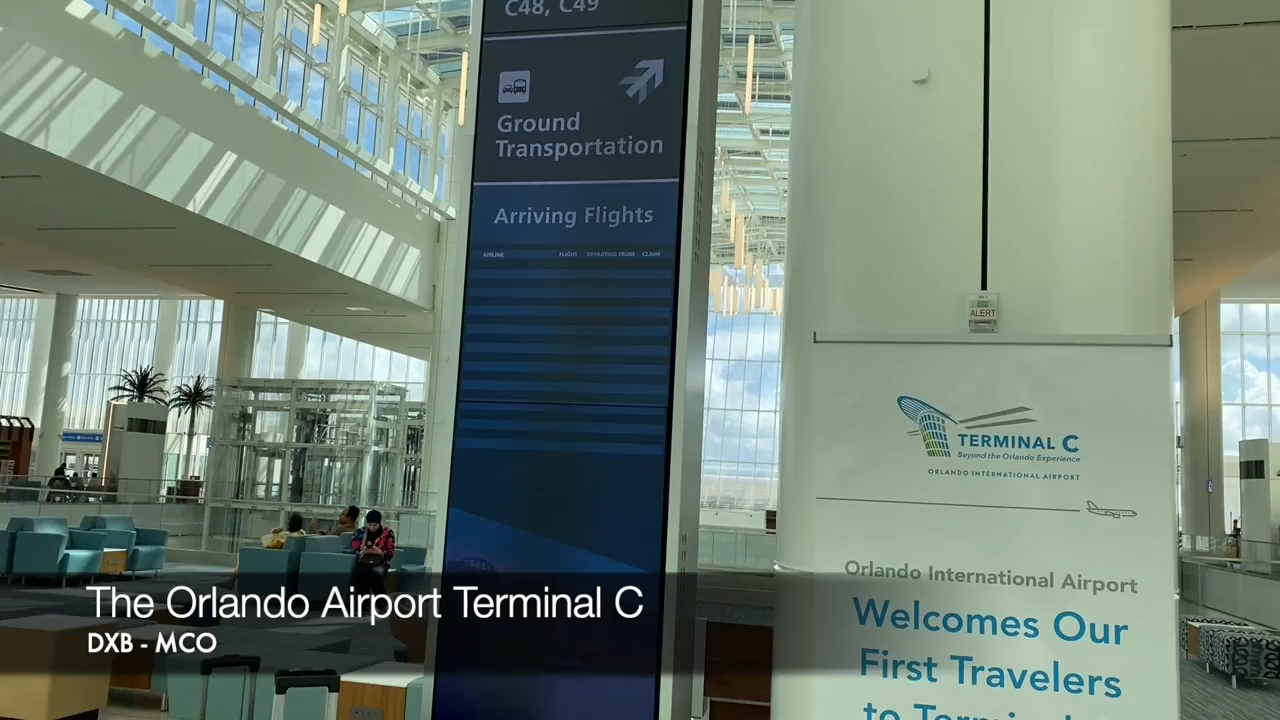 C48, C49
Ground
Transportation
Arriving Flights
AIRLINE FLIGHT DEPARTING FROM CLAIM
ALERT
TERMINAL C
Beyond the Orlando Experience
ORLANDO INTERNATIONAL AIRPORT
Orlando International Airport
Welcomes Our
First Travelers
The Orlando Airport Terminal C
DXB - MCO